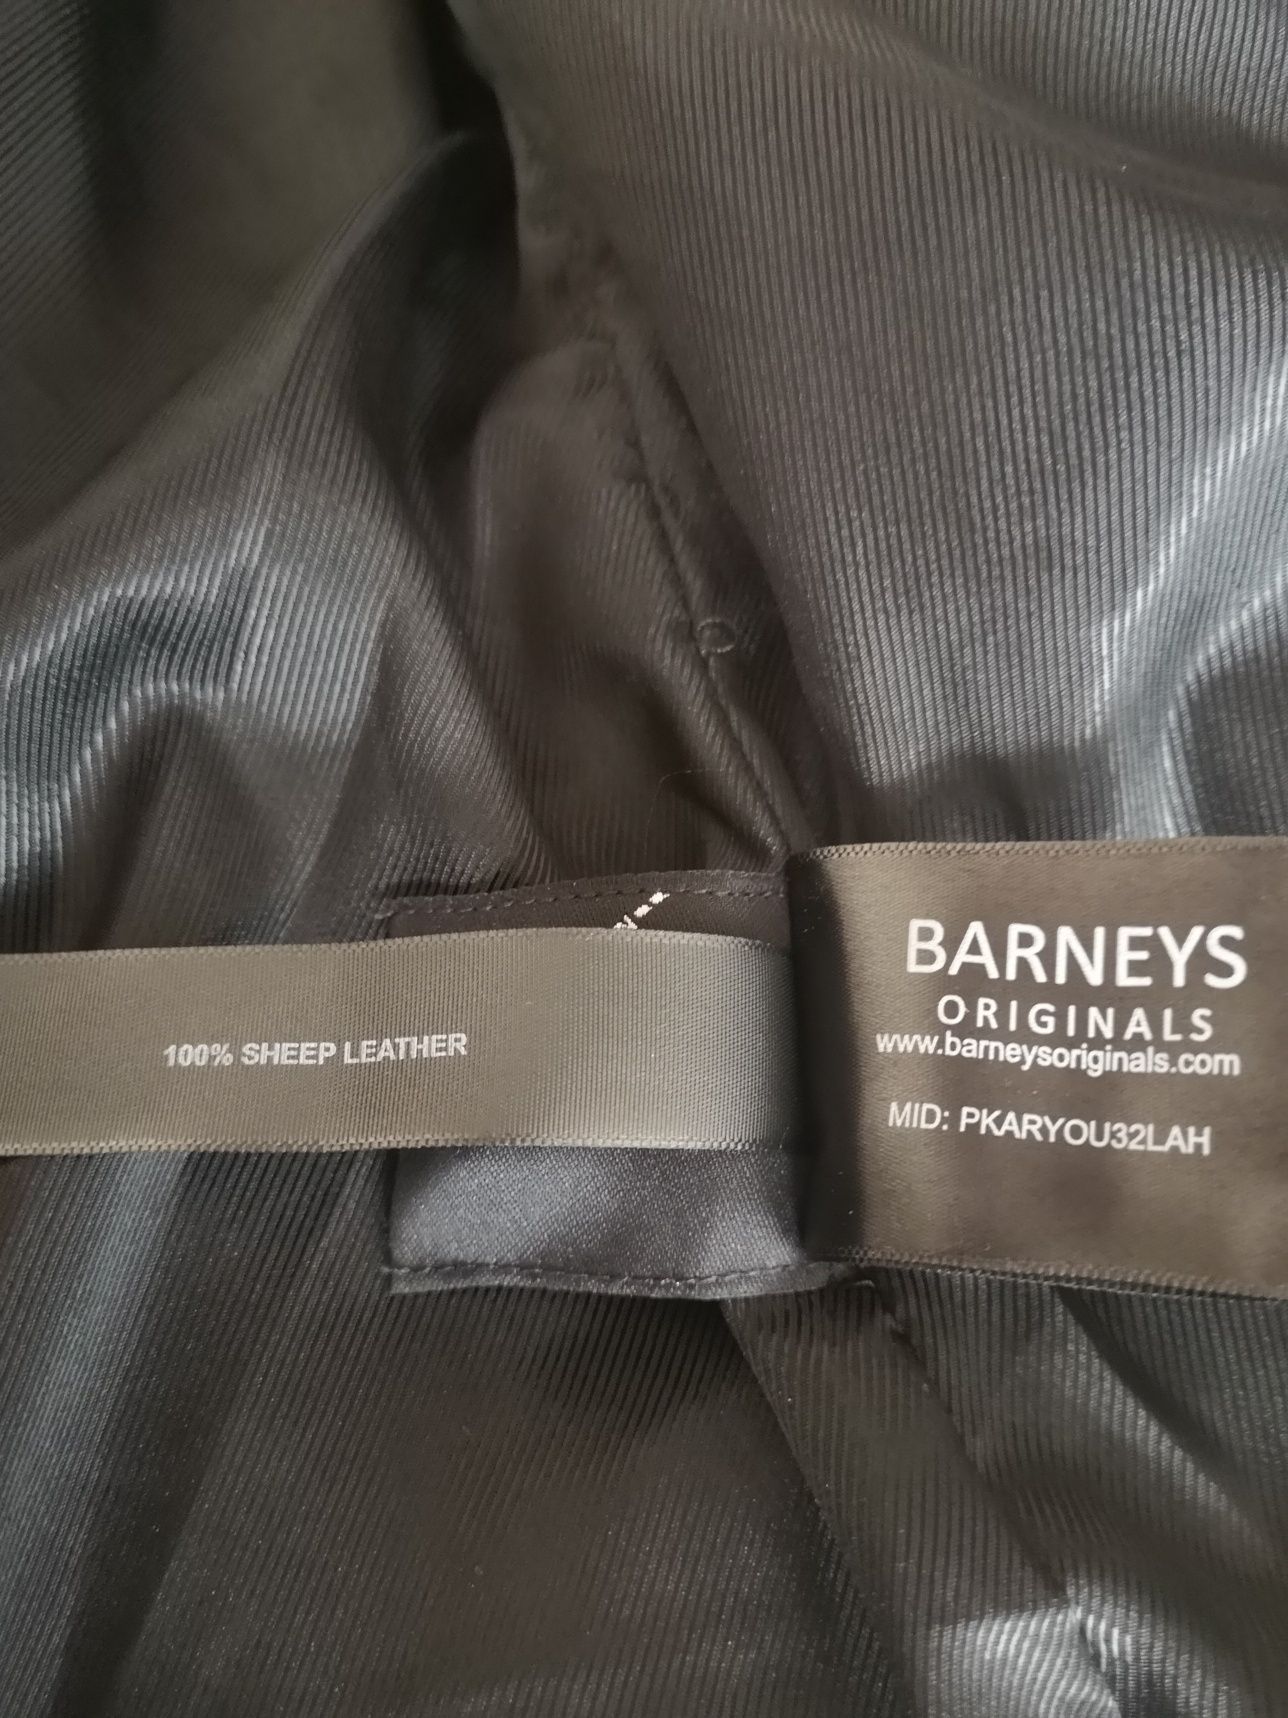 100% SHEEP LEATHER
BARNEYS
ORIGINALS
www.barneysoriginals.com
MID: PKARYOU32LAH